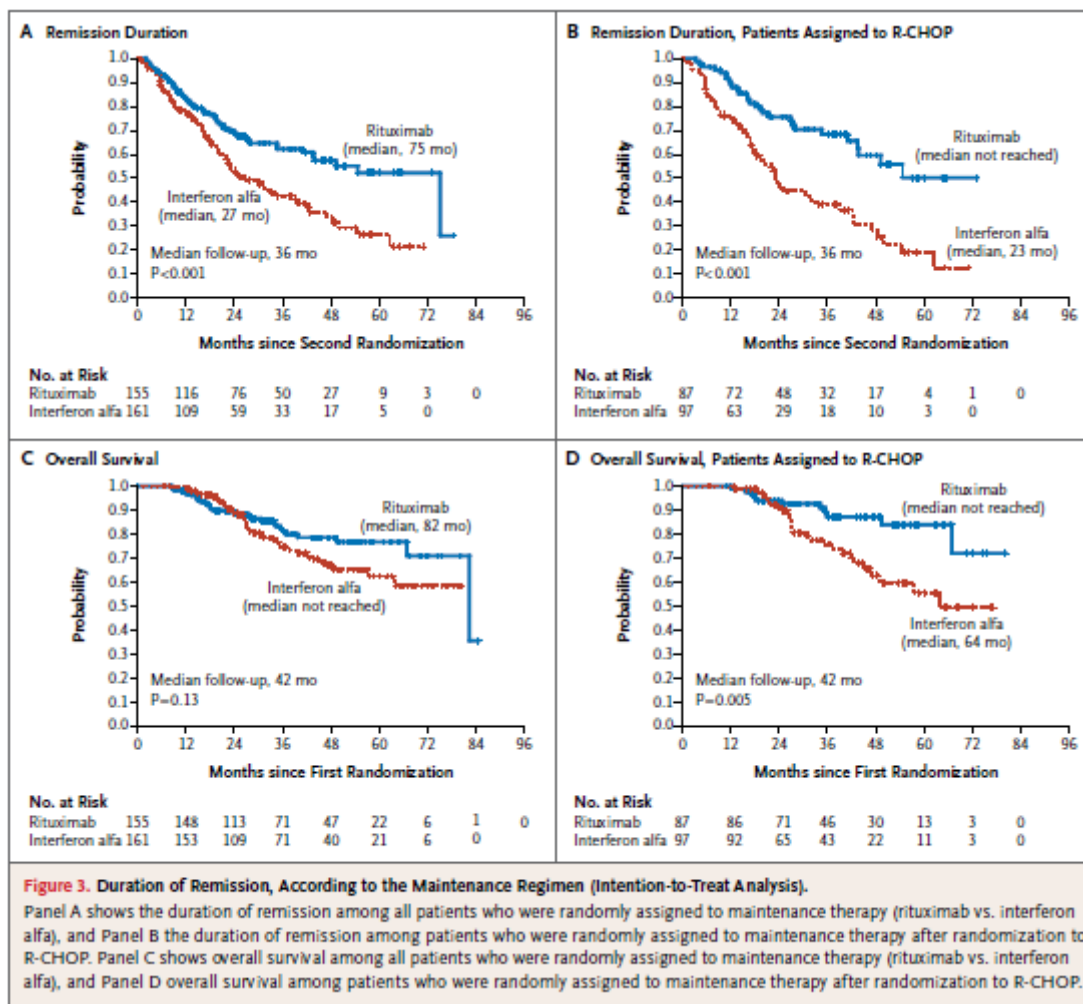 A Remission Duration
1.0
0.9
0.8
0.7
0.6
0.5
0.4
0.3
0.2
0.1
0.0
Probability
Rituximab
(median, 75 mo)
Interferon alfa
(median, 27 mo)
Median follow-up, 36 mo
P<0.001
0 12 24 36 48 60 72 84 96
Months since Second Randomization
No. at Risk
Rituximab 155 116 76 50 27 9 3 0
Interferon alfa 161 109 59 33 17 5 0
B Remission Duration, Patients Assigned to R-CHOP
1.0
0.9
0.8
0.7
0.6
0.5
0.4
0.3
0.2
0.1
0.0
Probability
Rituximab
(median not reached)
Interferon alfa
(median, 23 mo)
Median follow-up, 36 mo
P<0.001
0 12 24 36 48 60 72 84 96
Months since Second Randomization
No. at Risk
Rituximab 87 72 48 32 17 4 1 0
Interferon alfa 97 63 29 18 10 3 0
C Overall Survival
1.0
0.9
0.8
0.7
0.6
0.5
0.4
0.3
0.2
0.1
0.0
Probability
Rituximab
(median, 82 mo)
Interferon alfa
(median not reached)
Median follow-up, 42 mo
P=0.13
0 12 24 36 48 60 72 84 96
Months since First Randomization
No. at Risk
Rituximab 155 148 113 71 47 22 6 1 0
Interferon alfa 161 153 109 71 40 21 6 0
D Overall Survival, Patients Assigned to R-CHOP
1.0
0.9
0.8
0.7
0.6
0.5
0.4
0.3
0.2
0.1
0.0
Probability
Rituximab
(median not reached)
Interferon alfa
(median, 64 mo)
Median follow-up, 42 mo
P=0.005
0 12 24 36 48 60 72 84 96
Months since First Randomization
No. at Risk
Rituximab 87 86 71 46 30 13 3 0
Interferon alfa 97 92 65 43 22 11 3 0
Figure 3. Duration of Remission, According to the Maintenance Regimen (Intention-to-Treat Analysis).
Panel A shows the duration of remission among all patients who were randomly assigned to maintenance therapy (rituximab vs. interferon
alfa), and Panel B the duration of remission among patients who were randomly assigned to maintenance therapy after randomization to
R-CHOP. Panel C shows overall survival among all patients who were randomly assigned to maintenance therapy (rituximab vs. interferon
alfa), and Panel D overall survival among patients who were randomly assigned to maintenance therapy after randomization to R-CHOP.